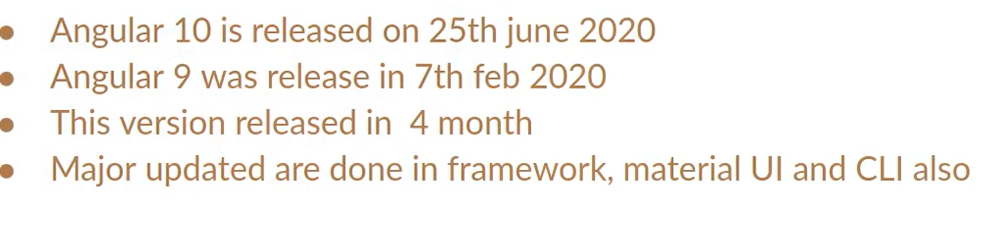 • Angular 10 is released on 25th june 2020
• Angular 9 was release in 7th feb 2020
• This version released in  4 month
• Major updated are done in framework, material UI and CLI also